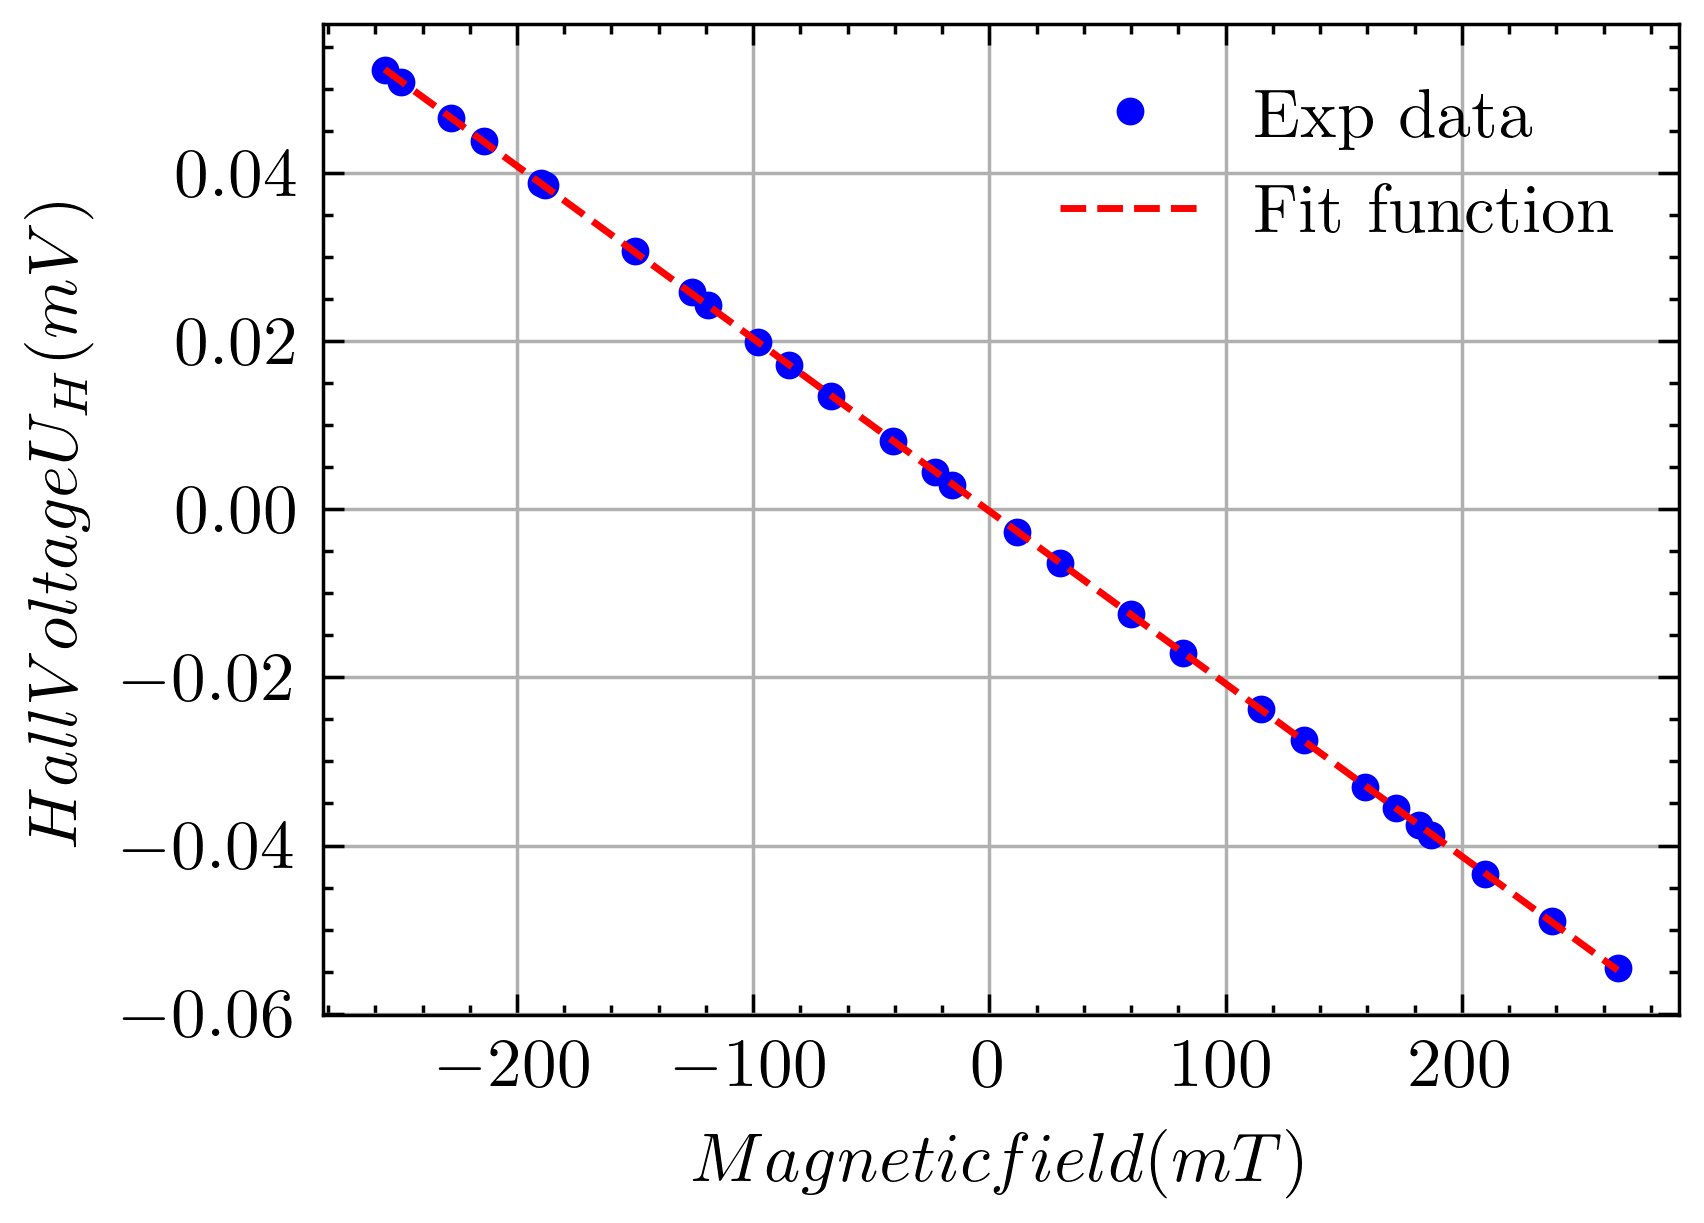 Exp data
Fit function
HallVoltageU_H(mV)
0.04
0.02
0.00
−0.02
−0.04
−0.06
−200 −100 0 100 200
Magneticfield(mT)